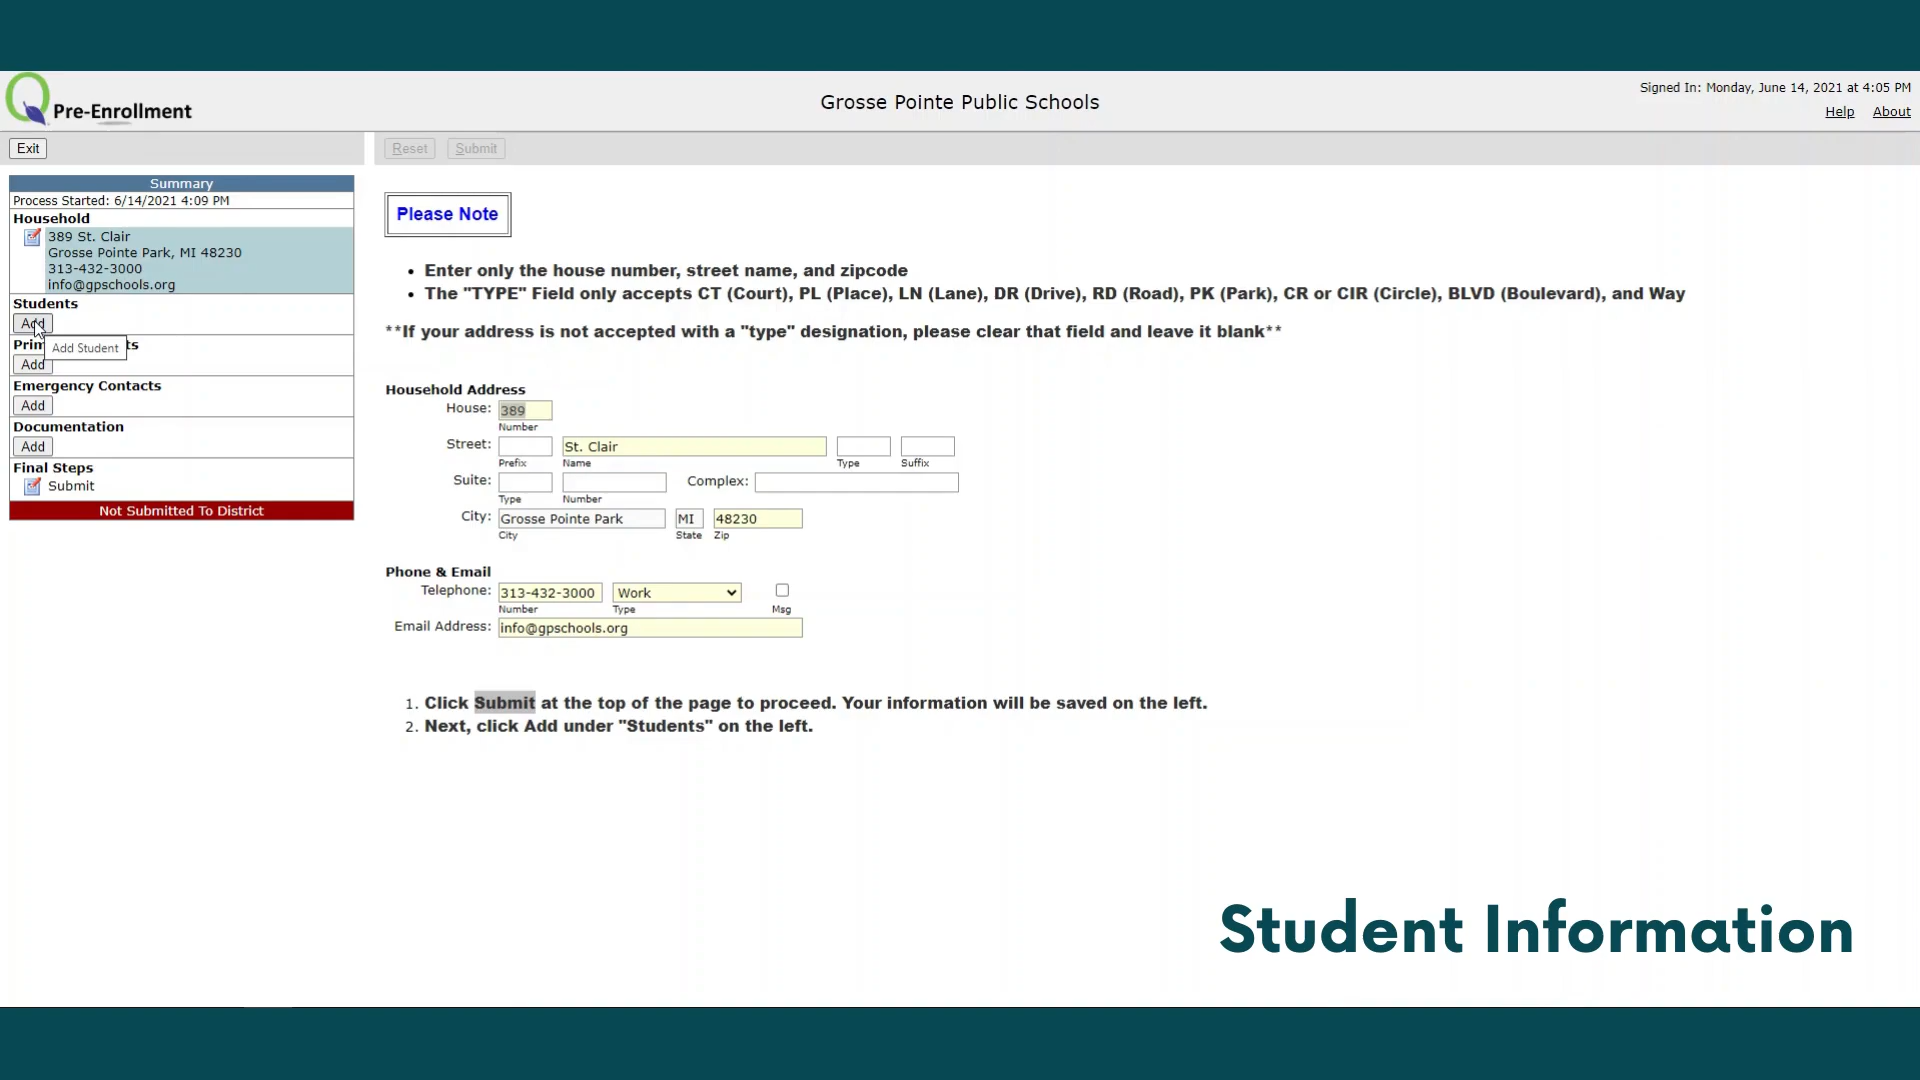 Pre-Enrollment
Grosse Pointe Public Schools
Signed In: Monday, June 14, 2021 at 4:05 PM
Help About
Exit
Reset Submit
Summary
Process Started: 6/14/2021 4:09 PM
Household
389 St. Clair
Grosse Pointe Park, MI 48230
313-432-3000
info@gpschools.org
Students
Add
Add Student
Add
Emergency Contacts
Add
Documentation
Add
Final Steps
Submit
Not Submitted To District
Please Note
• Enter only the house number, street name, and zipcode
• The "TYPE" Field only accepts CT (Court), PL (Place), LN (Lane), DR (Drive), RD (Road), PK (Park), CR or CIR (Circle), BLVD (Boulevard), and Way
**If your address is not accepted with a "type" designation, please clear that field and leave it blank**
Household Address
House: 389
Number
Street: St. Clair
Prefix Name Type Suffix
Suite: Complex:
Type Number
City: Grosse Pointe Park MI 48230
City State Zip
Phone & Email
Telephone: 313-432-3000 Work
Number Type Msg
Email Address: info@gpschools.org
1. Click Submit at the top of the page to proceed. Your information will be saved on the left.
2. Next, click Add under "Students" on the left.
Student Information